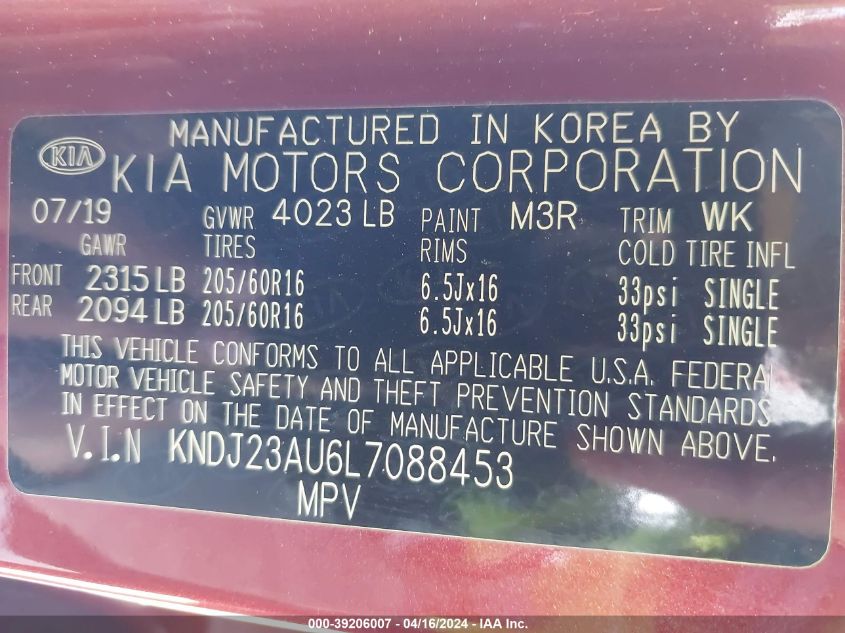 MANUFACTURED IN KOREA BY
KIA KIA MOTORS CORPORATION
07/19 GVWR 4023 LB PAINT M3R TRIM WK
GAWR TIRES RIMS COLD TIRE INFL
FRONT 2315 LB 205/60R16 6.5Jx16 33psi SINGLE
REAR 2094 LB 205/60R16 6.5Jx16 33psi SINGLE
THIS VEHICLE CONFORMS TO ALL APPLICABLE U.S.A. FEDERAL
MOTOR VEHICLE SAFETY AND THEFT PREVENTION STANDARDS
IN EFFECT ON THE DATE OF MANUFACTURE SHOWN ABOVE.
V.I.N KNDJ23AU6L7088453
MPV
000-39206007 - 04/16/2024 - IAA Inc.